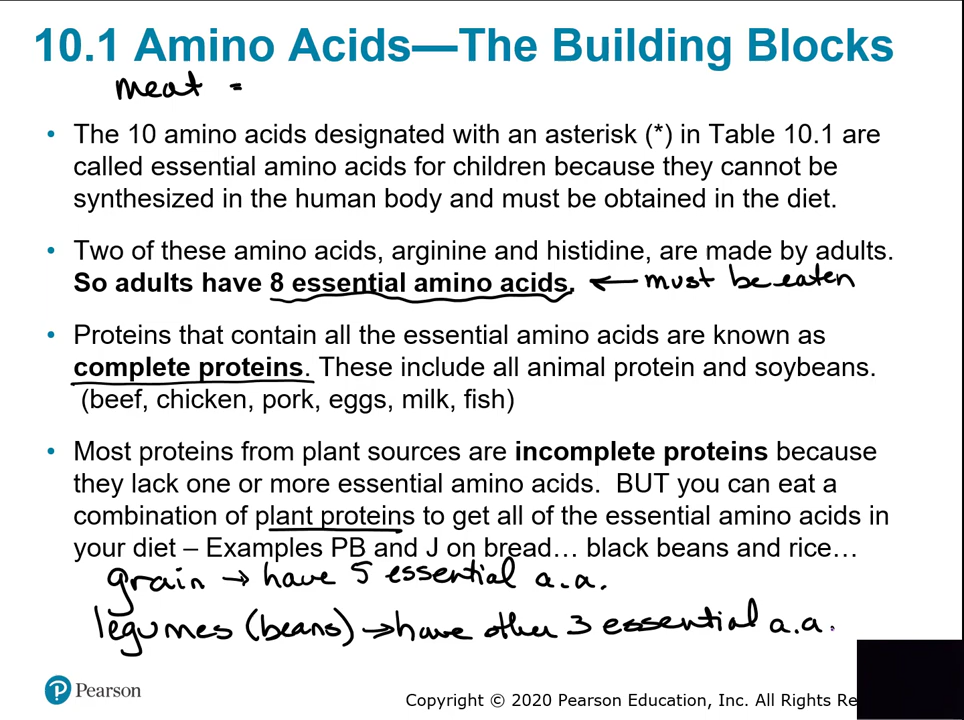 10.1 Amino Acids—The Building Blocks
meat =
• The 10 amino acids designated with an asterisk (*) in Table 10.1 are
called essential amino acids for children because they cannot be
synthesized in the human body and must be obtained in the diet.
• Two of these amino acids, arginine and histidine, are made by adults.
So adults have 8 essential amino acids. ← must be eaten
• Proteins that contain all the essential amino acids are known as
complete proteins. These include all animal protein and soybeans.
(beef, chicken, pork, eggs, milk, fish)
• Most proteins from plant sources are incomplete proteins because
they lack one or more essential amino acids. BUT you can eat a
combination of plant proteins to get all of the essential amino acids in
your diet – Examples PB and J on bread… black beans and rice…
grain → have 5 essential a.a.
legumes (beans) → have other 3 essential a.a.
Pearson
Copyright © 2020 Pearson Education, Inc. All Rights Re